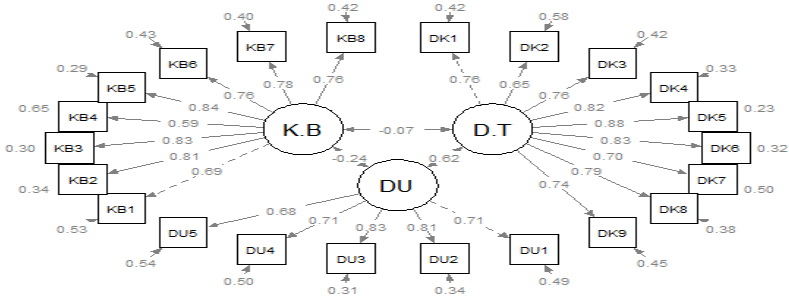 0.40 0.42 0.42 0.58
0.43 KB7 KB8 DK1 DK2 0.42
KB6 DK3
0.29 KB5 0.78 0.76 0.76 0.65 DK4 0.33
0.76 0.76
0.65 KB4 0.84 0.82 DK5 0.23
0.59 K.B -0.07 D.T 0.88
0.30 KB3 0.83 0.83 DK6 0.32
0.81 -0.24 0.62 0.70
0.34 KB2 0.69 DU 0.79 DK7 0.50
0.74
KB1 0.68 DK8
0.53 DU5 0.71 0.83 0.81 0.71 DK9 0.38
DU4 DU3 DU2 DU1
0.54 0.45
0.50 0.31 0.34 0.49